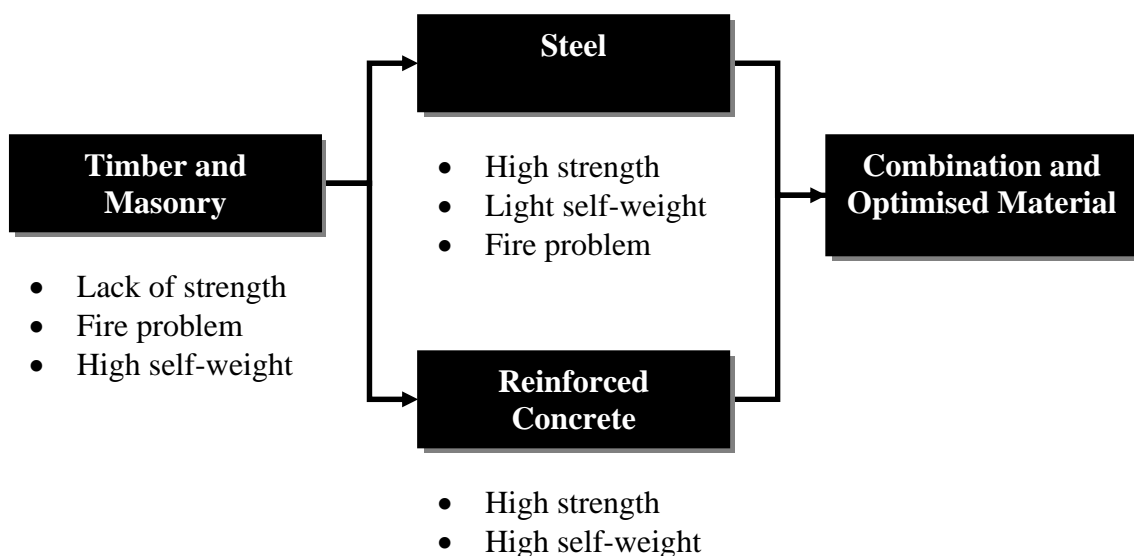 Timber and
Masonry
• Lack of strength
• Fire problem
• High self-weight
Steel
• High strength
• Light self-weight
• Fire problem
Reinforced
Concrete
• High strength
• High self-weight
Combination and
Optimised Material